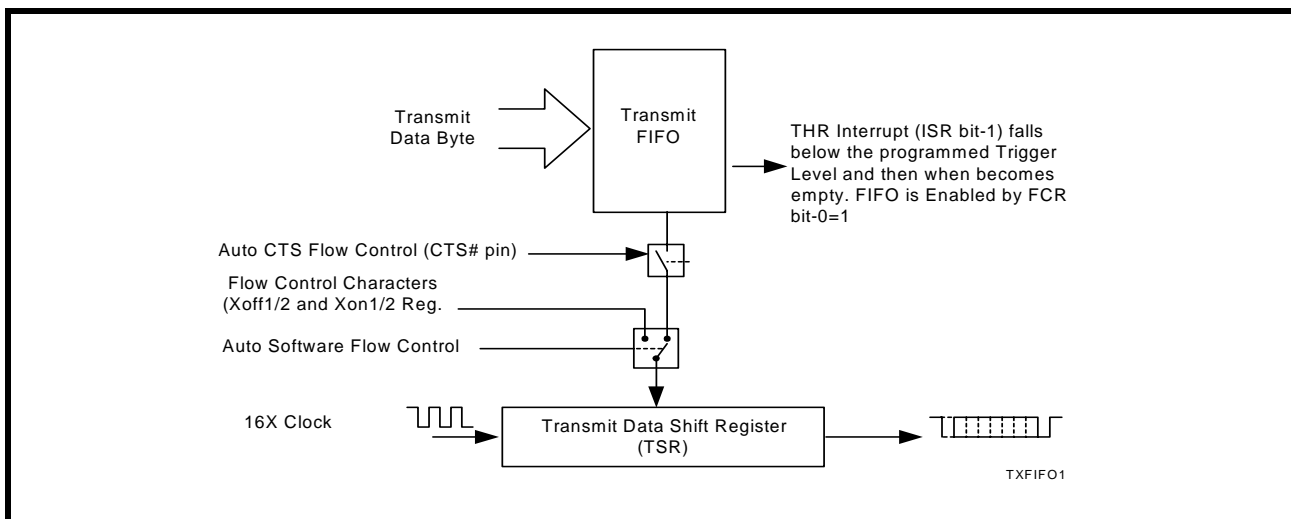 Transmit
Data Byte
Transmit
FIFO
THR Interrupt (ISR bit-1) falls
below the programmed Trigger
Level and then when becomes
empty. FIFO is Enabled by FCR
bit-0=1
Auto CTS Flow Control (CTS# pin)
Flow Control Characters
(Xoff1/2 and Xon1/2 Reg.
Auto Software Flow Control
16X Clock
Transmit Data Shift Register
(TSR)
TXFIFO1